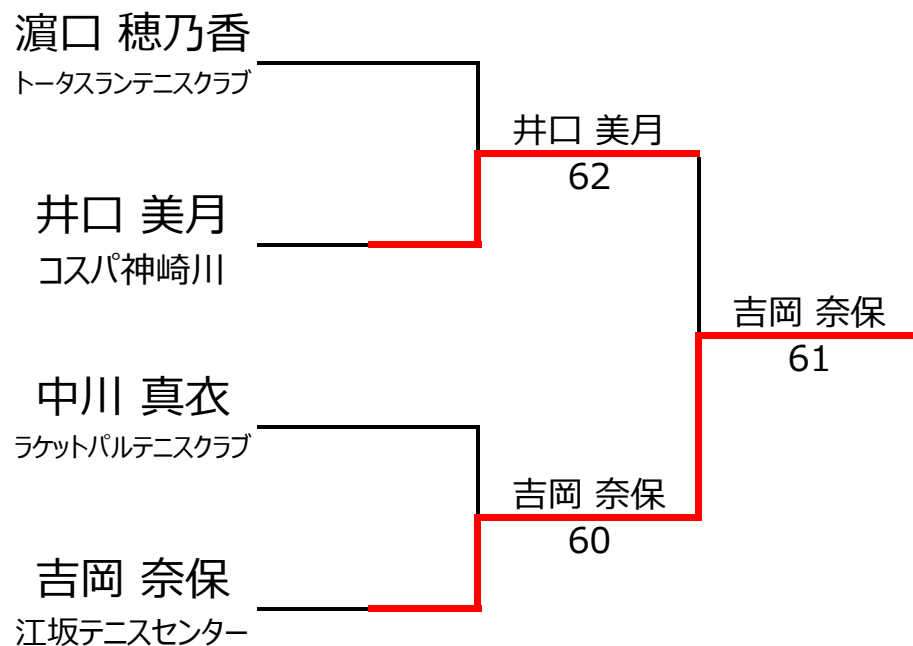 濵口 穂乃香
トータスランテニスクラブ
井口 美月
62
井口 美月
コスパ神崎川
吉岡 奈保
61
中川 真衣
ラケットパルテニスクラブ
吉岡 奈保
60
吉岡 奈保
江坂テニスセンター